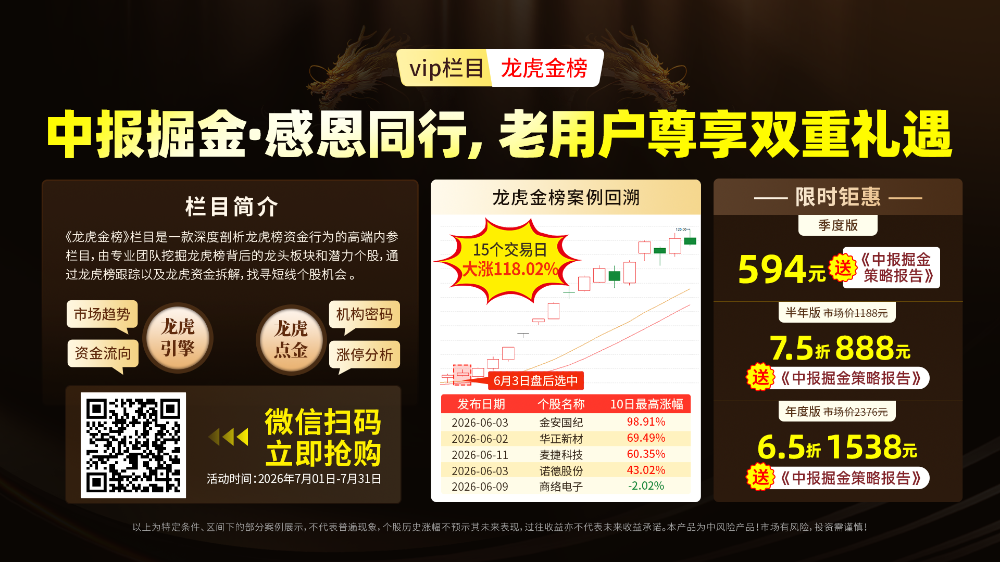 vip栏目 龙虎金榜
中报掘金·感恩同行, 老用户尊享双重礼遇
栏目简介
《龙虎金榜》栏目是一款深度剖析龙虎榜资金行为的高端内参
栏目,由专业团队挖掘龙虎榜背后的龙头板块和潜力个股,通
过龙虎榜跟踪以及龙虎资金拆解,找寻短线个股机会。
市场趋势
资金流向
龙虎
引擎
龙虎
点金
机构密码
涨停分析
微信扫码
立即抢购
活动时间:2026年7月01日-7月31日
龙虎金榜案例回溯
15个交易日
大涨118.02%
120.00
6月3日盘后选中
发布日期 个股名称 10日最高涨幅
2026-06-03 金安国纪 98.91%
2026-06-02 华正新材 69.49%
2026-06-11 麦捷科技 60.35%
2026-06-03 诺德股份 43.02%
2026-06-09 商络电子 -2.02%
限时钜惠
季度版
594元 送 《中报掘金
策略报告》
半年版 市场价1188元
7.5折 888元
送 《中报掘金策略报告》
年度版 市场价2376元
6.5折 1538元
送 《中报掘金策略报告》
以上为特定条件、区间下的部分案例展示,不代表普遍现象,个股历史涨幅不预示其未来表现,过往收益亦不代表未来收益承诺。本产品为中风险产品!市场有风险,投资需谨慎!